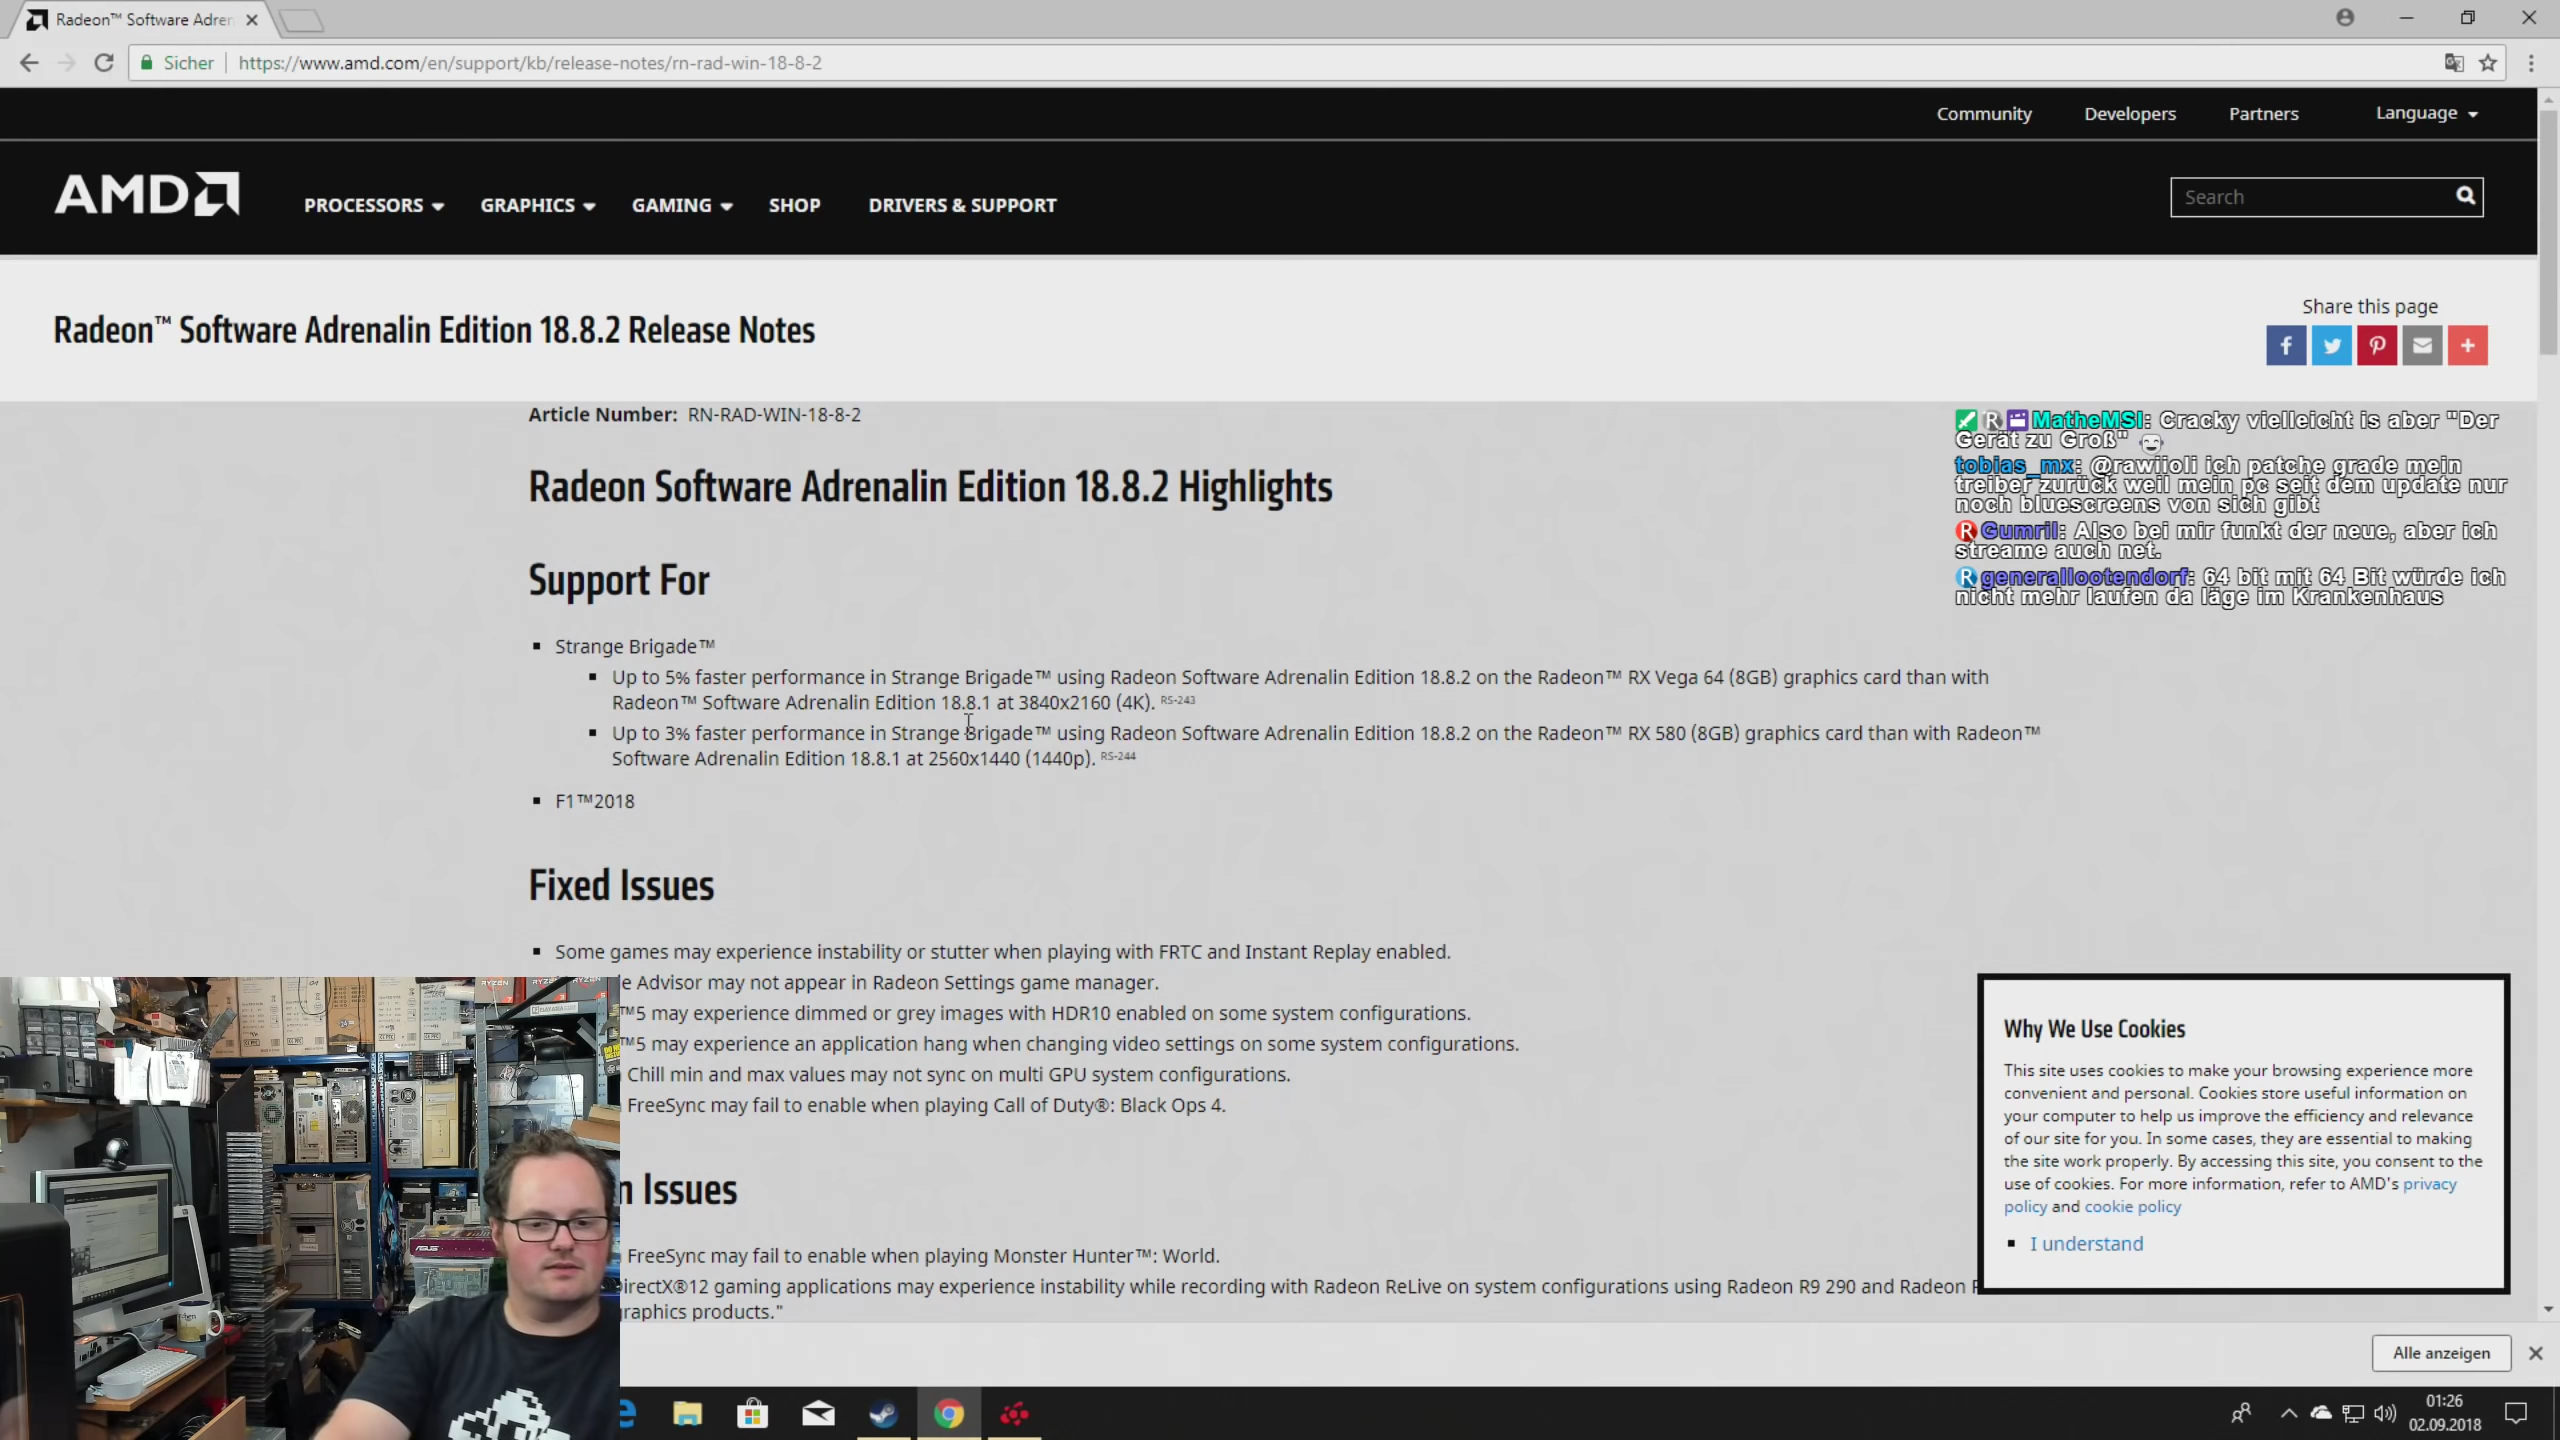 Radeon™ Software Adren
Sicher
https://www.amd.com/en/support/kb/release-notes/rn-rad-win-18-8-2
Community Developers Partners Language
AMD
PROCESSORS GRAPHICS GAMING SHOP DRIVERS & SUPPORT
Search
Radeon™ Software Adrenalin Edition 18.8.2 Release Notes
Share this page
Article Number: RN-RAD-WIN-18-8-2
Radeon Software Adrenalin Edition 18.8.2 Highlights
Support For
Strange Brigade™
Up to 5% faster performance in Strange Brigade™ using Radeon Software Adrenalin Edition 18.8.2 on the Radeon™ RX Vega 64 (8GB) graphics card than with
Radeon™ Software Adrenalin Edition 18.8.1 at 3840x2160 (4K). RS-243
Up to 3% faster performance in Strange Brigade™ using Radeon Software Adrenalin Edition 18.8.2 on the Radeon™ RX 580 (8GB) graphics card than with Radeon™
Software Adrenalin Edition 18.8.1 at 2560x1440 (1440p). RS-244
F1™2018
Fixed Issues
Some games may experience instability or stutter when playing with FRTC and Instant Replay enabled.
e Advisor may not appear in Radeon Settings game manager.
™5 may experience dimmed or grey images with HDR10 enabled on some system configurations.
™5 may experience an application hang when changing video settings on some system configurations.
Chill min and max values may not sync on multi GPU system configurations.
FreeSync may fail to enable when playing Call of Duty®: Black Ops 4.
n Issues
FreeSync may fail to enable when playing Monster Hunter™: World.
irectX®12 gaming applications may experience instability while recording with Radeon ReLive on system configurations using Radeon R9 290 and Radeon
raphics products."
MatheMSI: Cracky vielleicht is aber "Der
Gerät zu Groß"
tobias_mx: @rawiioli ich patche grade mein
treiber zurück weil mein pc seit dem update nur
noch bluescreens von sich gibt
Gumril: Also bei mir funkt der neue, aber ich
streame auch net.
generallootendorf: 64 bit mit 64 Bit würde ich
nicht mehr laufen da läge im Krankenhaus
Why We Use Cookies
This site uses cookies to make your browsing experience more
convenient and personal. Cookies store useful information on
your computer to help us improve the efficiency and relevance
of our site for you. In some cases, they are essential to making
the site work properly. By accessing this site, you consent to the
use of cookies. For more information, refer to AMD's privacy
policy and cookie policy
I understand
Alle anzeigen
RYZEN
ASUS
01:26
02.09.2018